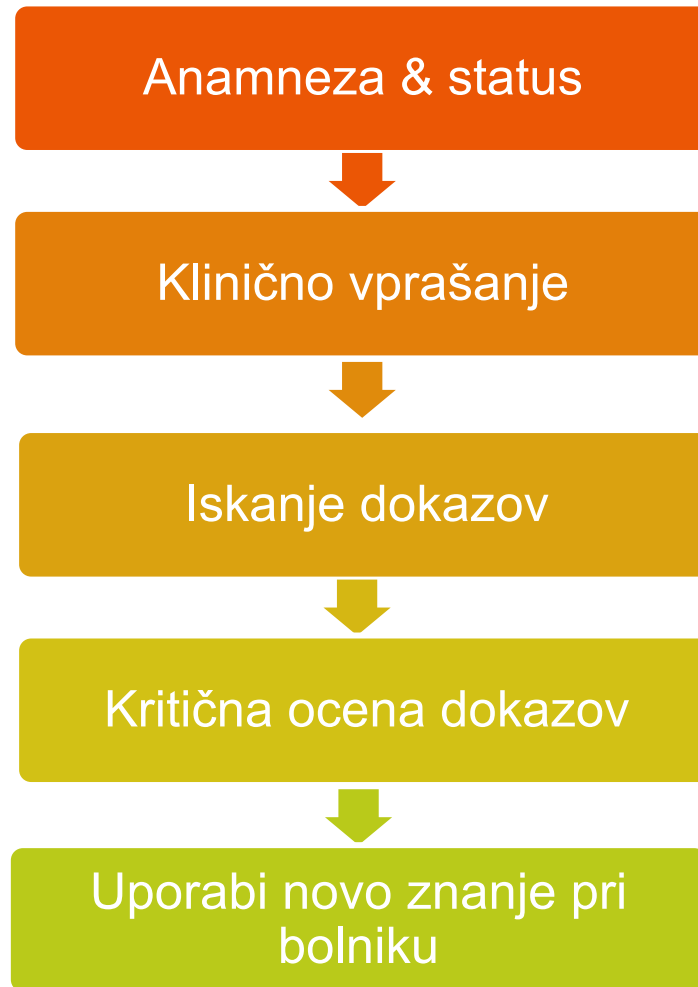 Anamneza & status
Klinično vprašanje
Iskanje dokazov
Kritična ocena dokazov
Uporabi novo znanje pri
bolniku